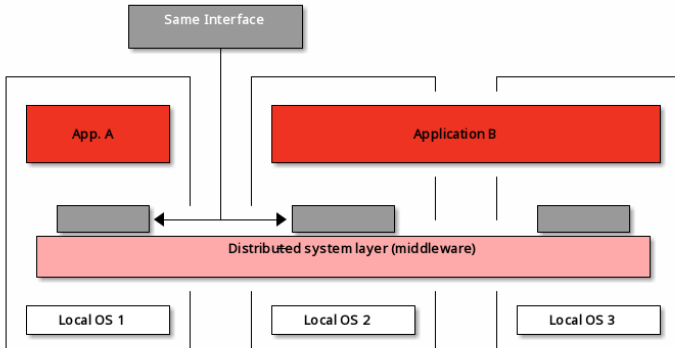 Same Interface
App. A
Application B
Distributed system layer (middleware)
Local OS 1
Local OS 2
Local OS 3